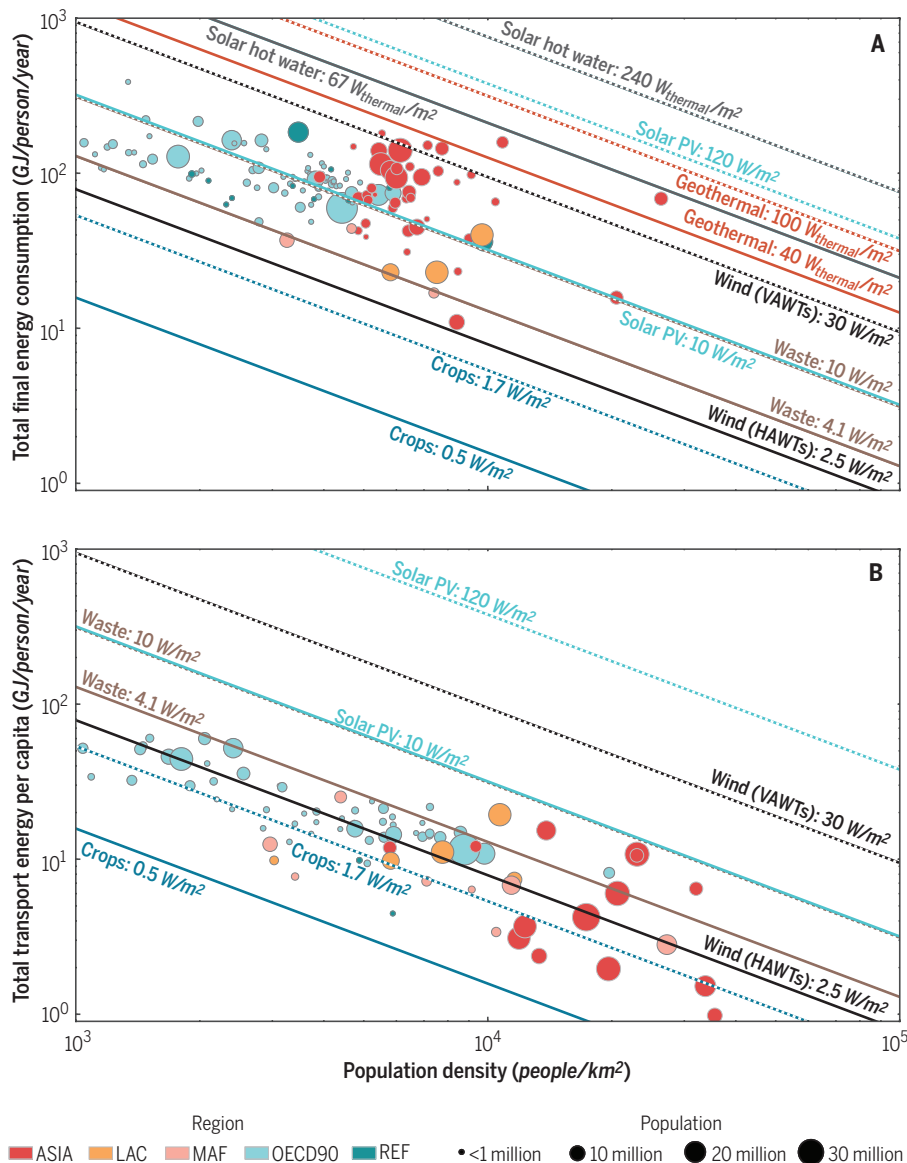 A
Total final energy consumption (GJ/person/year)
10³
10²
10¹
10⁰
Solar hot water: 240 W_thermal/m²
Solar hot water: 67 W_thermal/m²
Solar PV: 120 W/m²
Geothermal: 100 W_thermal/m²
Geothermal: 40 W_thermal/m²
Wind (VAWTs): 30 W/m²
Solar PV: 10 W/m²
Waste: 10 W/m²
Waste: 4.1 W/m²
Wind (HAWTs): 2.5 W/m²
Crops: 1.7 W/m²
Crops: 0.5 W/m²
B
Total transport energy per capita (GJ/person/year)
10³
10²
10¹
10⁰
Solar PV: 120 W/m²
Waste: 10 W/m²
Waste: 4.1 W/m²
Solar PV: 10 W/m²
Wind (VAWTs): 30 W/m²
Crops: 0.5 W/m²
Crops: 1.7 W/m²
Wind (HAWTs): 2.5 W/m²
10³ 10⁴ 10⁵
Population density (people/km²)
Region
ASIA LAC MAF OECD90 REF
Population
<1 million 10 million 20 million 30 million